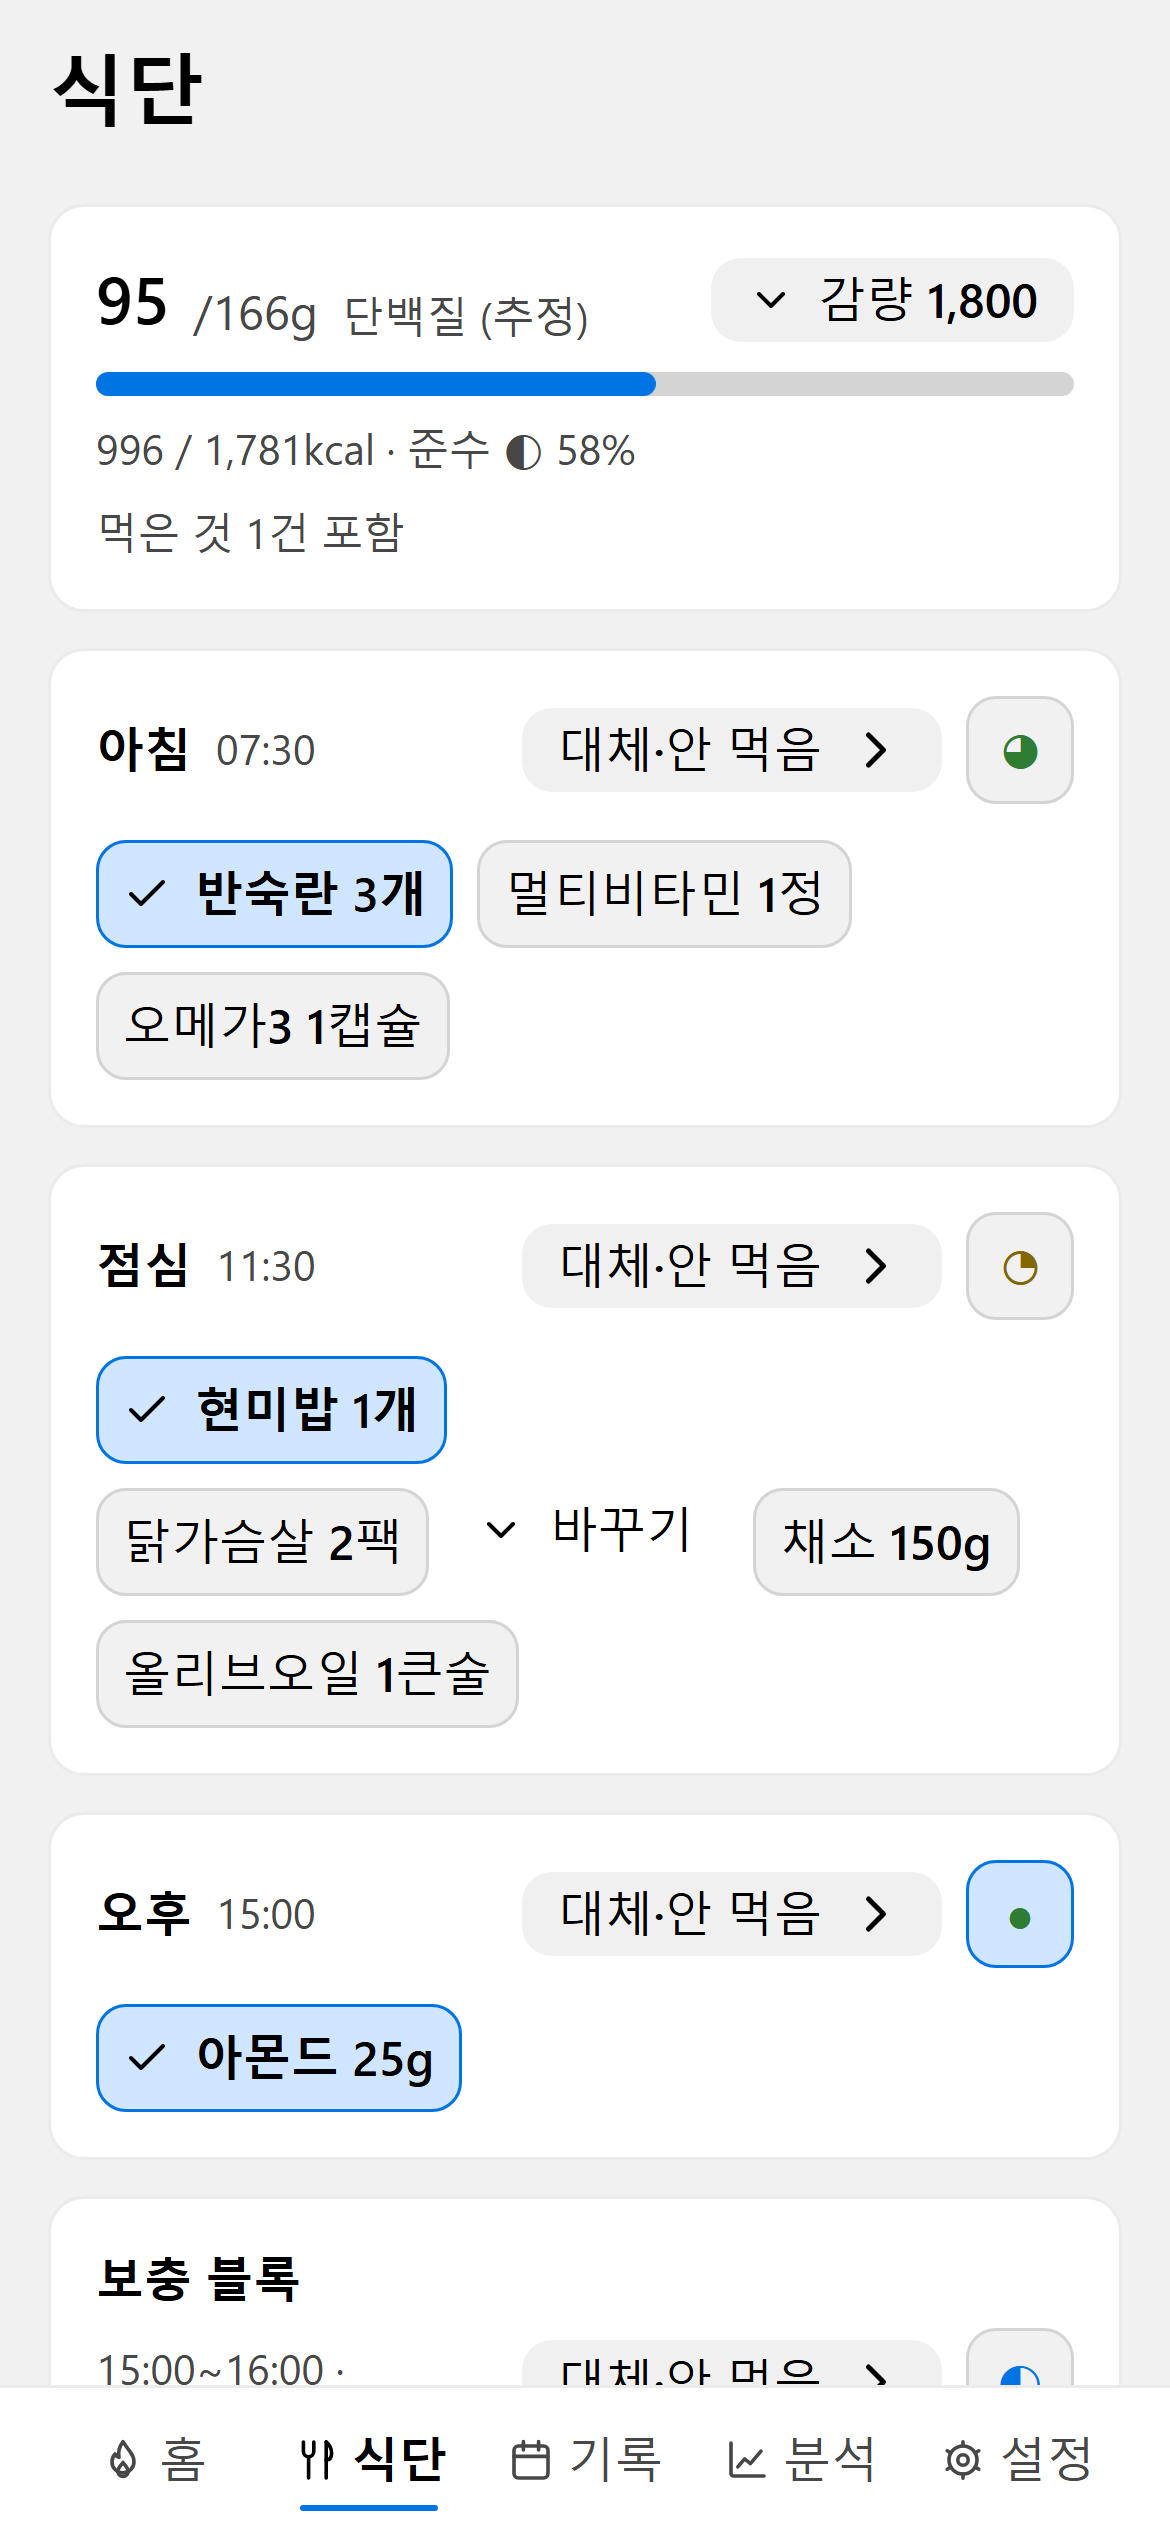 식단
95 /166g 단백질 (추정) 감량 1,800
996 / 1,781kcal · 준수 ◐ 58%
먹은 것 1건 포함
아침 07:30 대체·안 먹음
반숙란 3개 멀티비타민 1정
오메가3 1캡슐
점심 11:30 대체·안 먹음
현미밥 1개
닭가슴살 2팩 바꾸기 채소 150g
올리브오일 1큰술
오후 15:00 대체·안 먹음
아몬드 25g
보충 블록
15:00~16:00 · 대체·안 먹음
홈 식단 기록 분석 설정